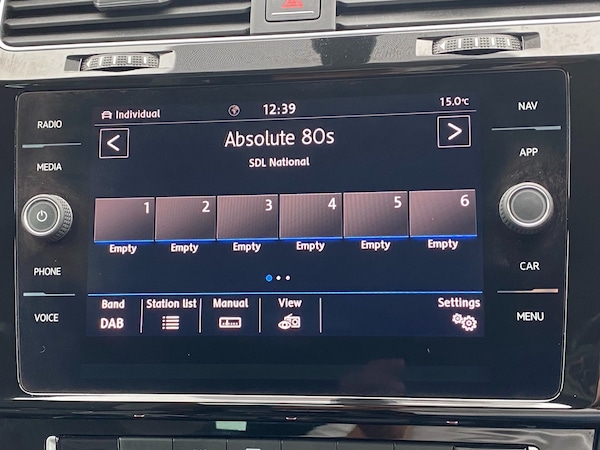 RADIO
MEDIA
PHONE
VOICE
Individual 12:39 15.0°C
< Absolute 80s >
SDL National
1 2 3 4 5 6
Empty Empty Empty Empty Empty Empty
Band Station list Manual View Settings
DAB
NAV
APP
CAR
MENU